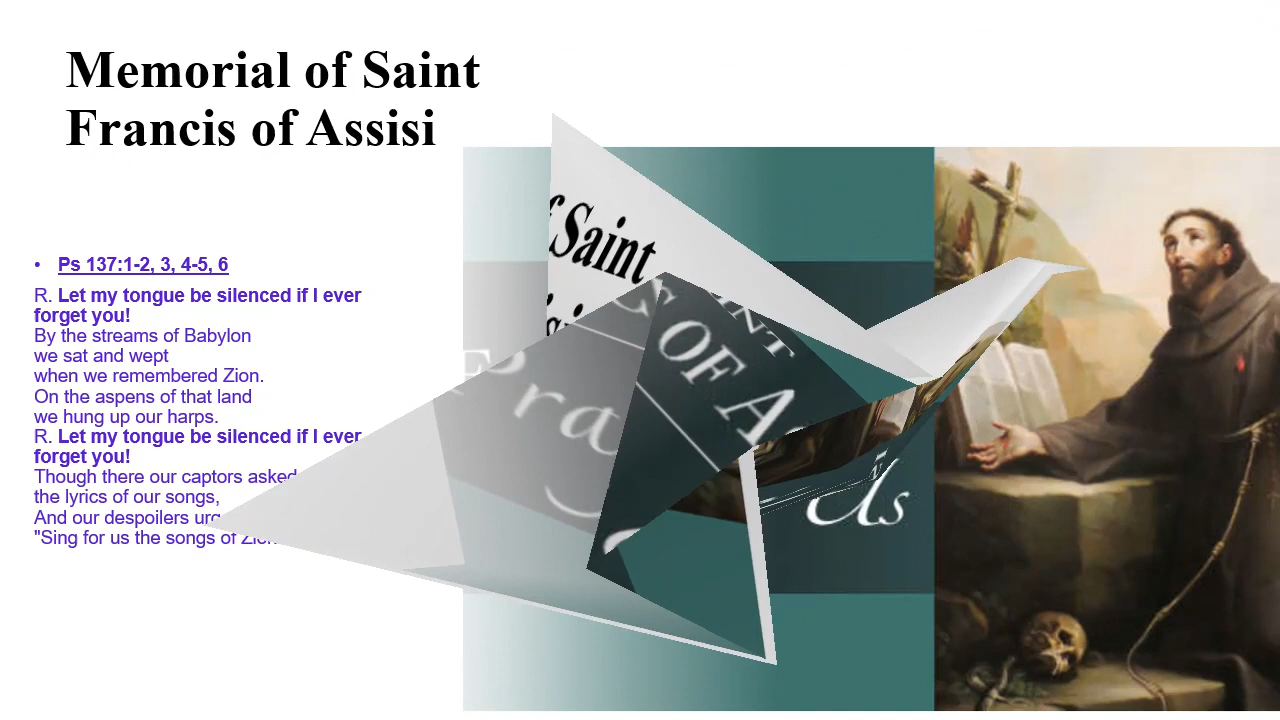 Memorial of Saint
Francis of Assisi
• Ps 137:1-2, 3, 4-5, 6
R. Let my tongue be silenced if I ever
forget you!
By the streams of Babylon
we sat and wept
when we remembered Zion.
On the aspens of that land
we hung up our harps.
R. Let my tongue be silenced if I ever
forget you!
Though there our captors asked
the lyrics of our songs,
And our despoilers
"Sing for us the songs of Zion
f Saint
OF A
Pra
Us